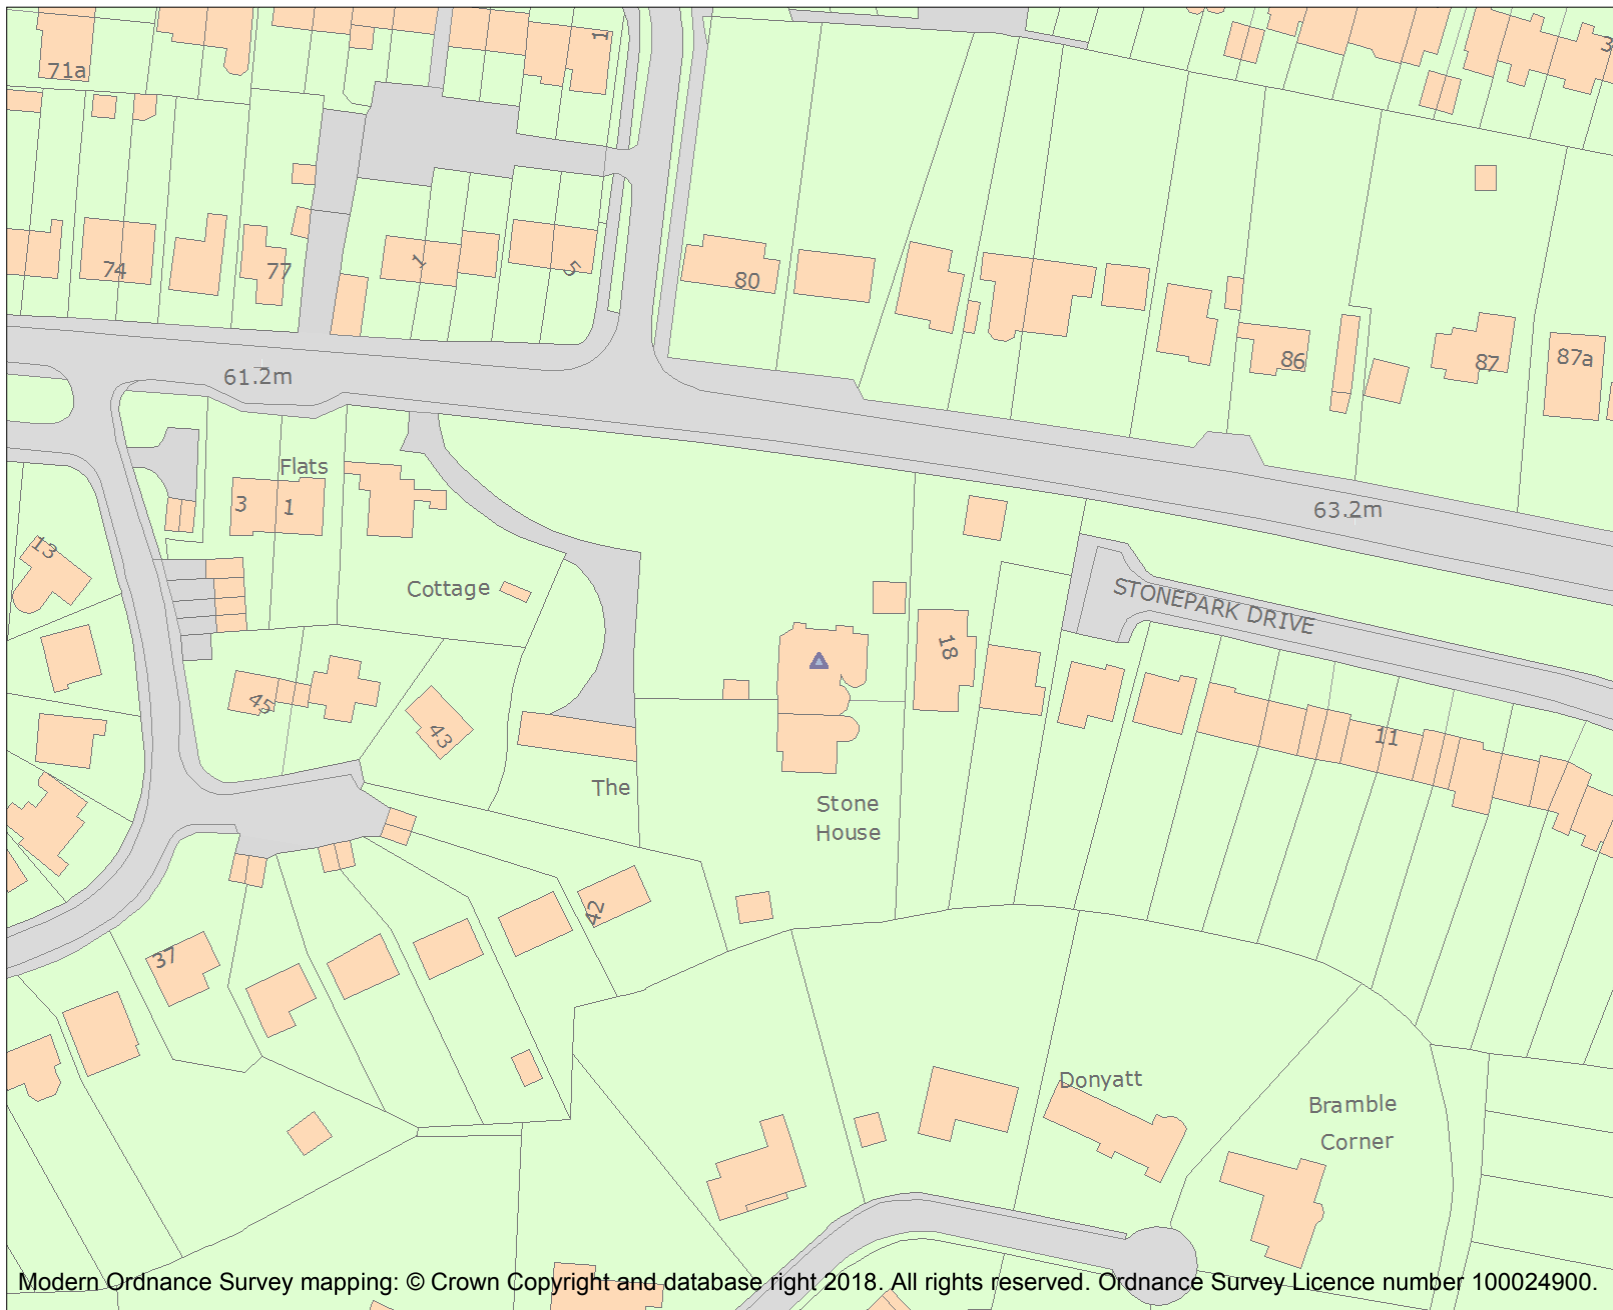 71a
1
3
74
77
1
5
80
86
87
87a
61.2m
Flats
3
1
63.2m
13
Cottage
STONEPARK DRIVE
18
45
43
11
The
Stone
House
42
37
Donyatt
Bramble
Corner
Modern Ordnance Survey mapping: © Crown Copyright and database right 2018. All rights reserved. Ordnance Survey Licence number 100024900.